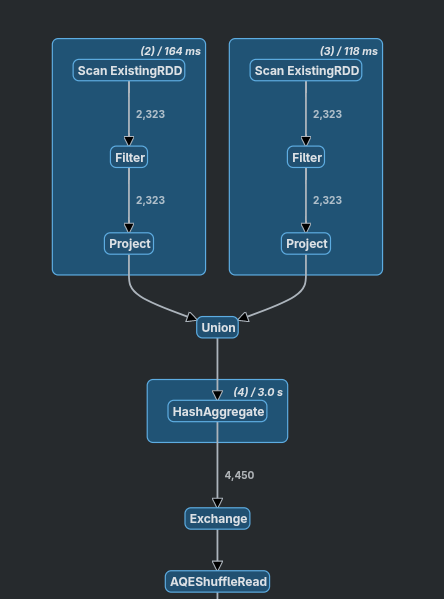 (2) / 164 ms
Scan ExistingRDD
2,323
Filter
2,323
Project
(3) / 118 ms
Scan ExistingRDD
2,323
Filter
2,323
Project
Union
(4) / 3.0 s
HashAggregate
4,450
Exchange
AQEShuffleRead